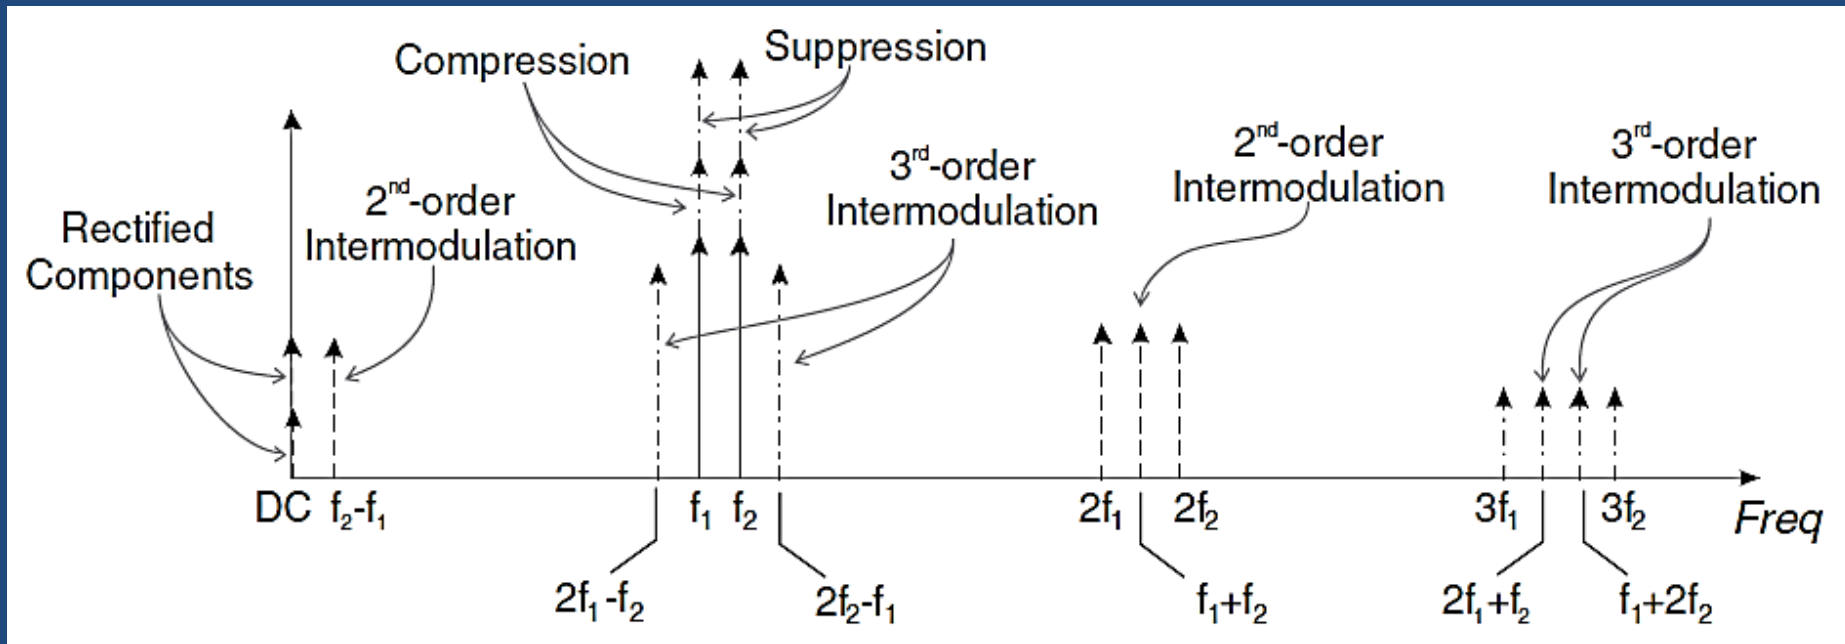 Compression
Suppression
Rectified
Components
2nd-order
Intermodulation
3rd-order
Intermodulation
2nd-order
Intermodulation
3rd-order
Intermodulation
DC
f2-f1
f1
f2
2f1
2f2
3f1
3f2
Freq
2f1-f2
2f2-f1
f1+f2
2f1+f2
f1+2f2